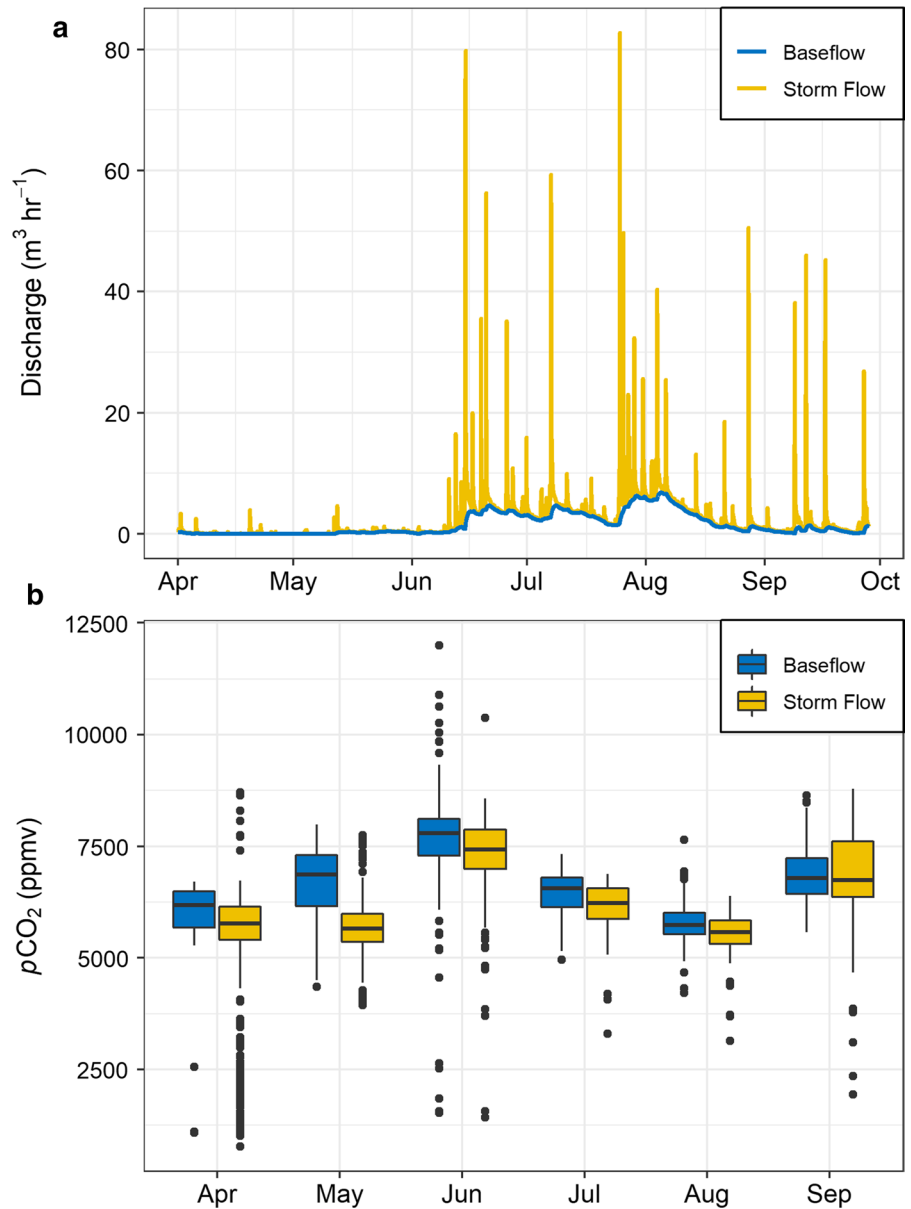 a
Baseflow
Storm Flow
Discharge (m³ hr⁻¹)
80
60
40
20
0
Apr May Jun Jul Aug Sep Oct
b
Baseflow
Storm Flow
pCO₂ (ppmv)
12500
10000
7500
5000
2500
Apr May Jun Jul Aug Sep